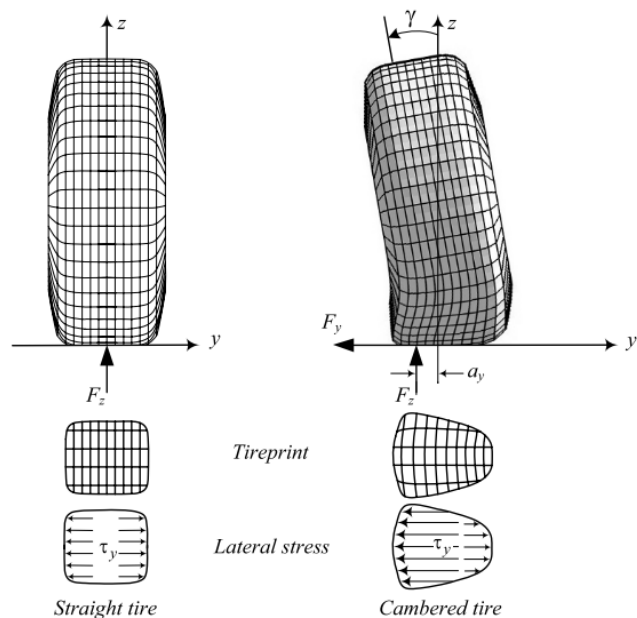 z
y
F_z
γ
z
F_y
y
a_y
F_z
Tireprint
τ_y
Lateral stress
τ_y
Straight tire
Cambered tire